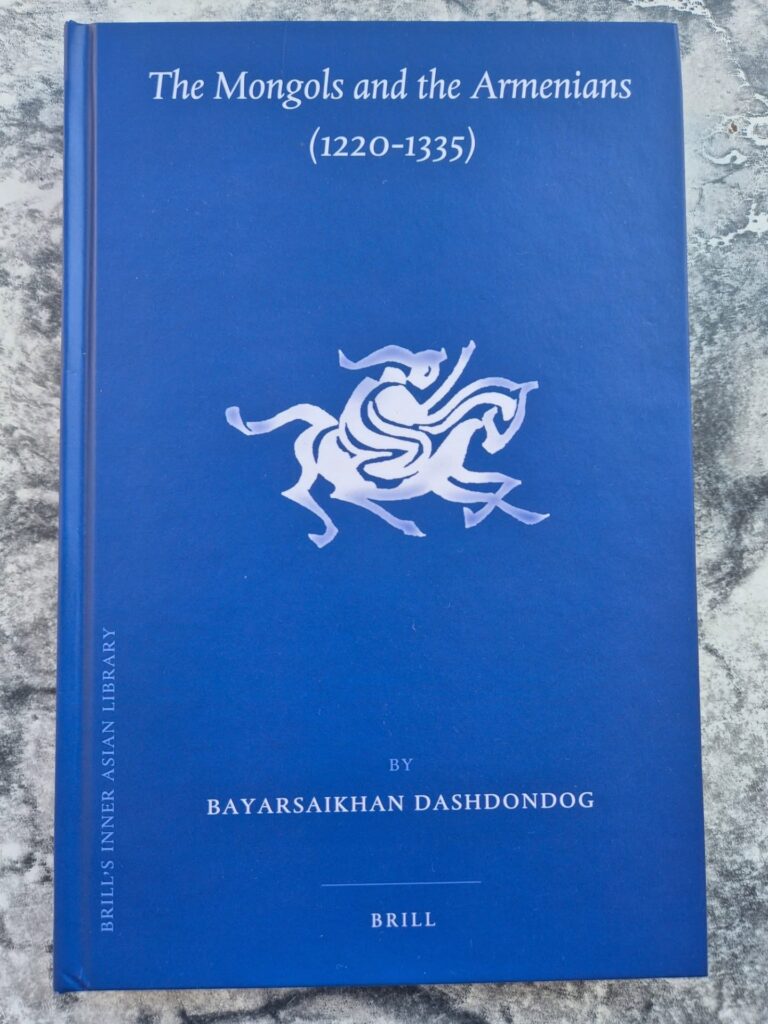 The Mongols and the Armenians
(1220-1335)
BRILL'S INNER ASIAN LIBRARY
BY
BAYARSAIKHAN DASHDONDOG
BRILL